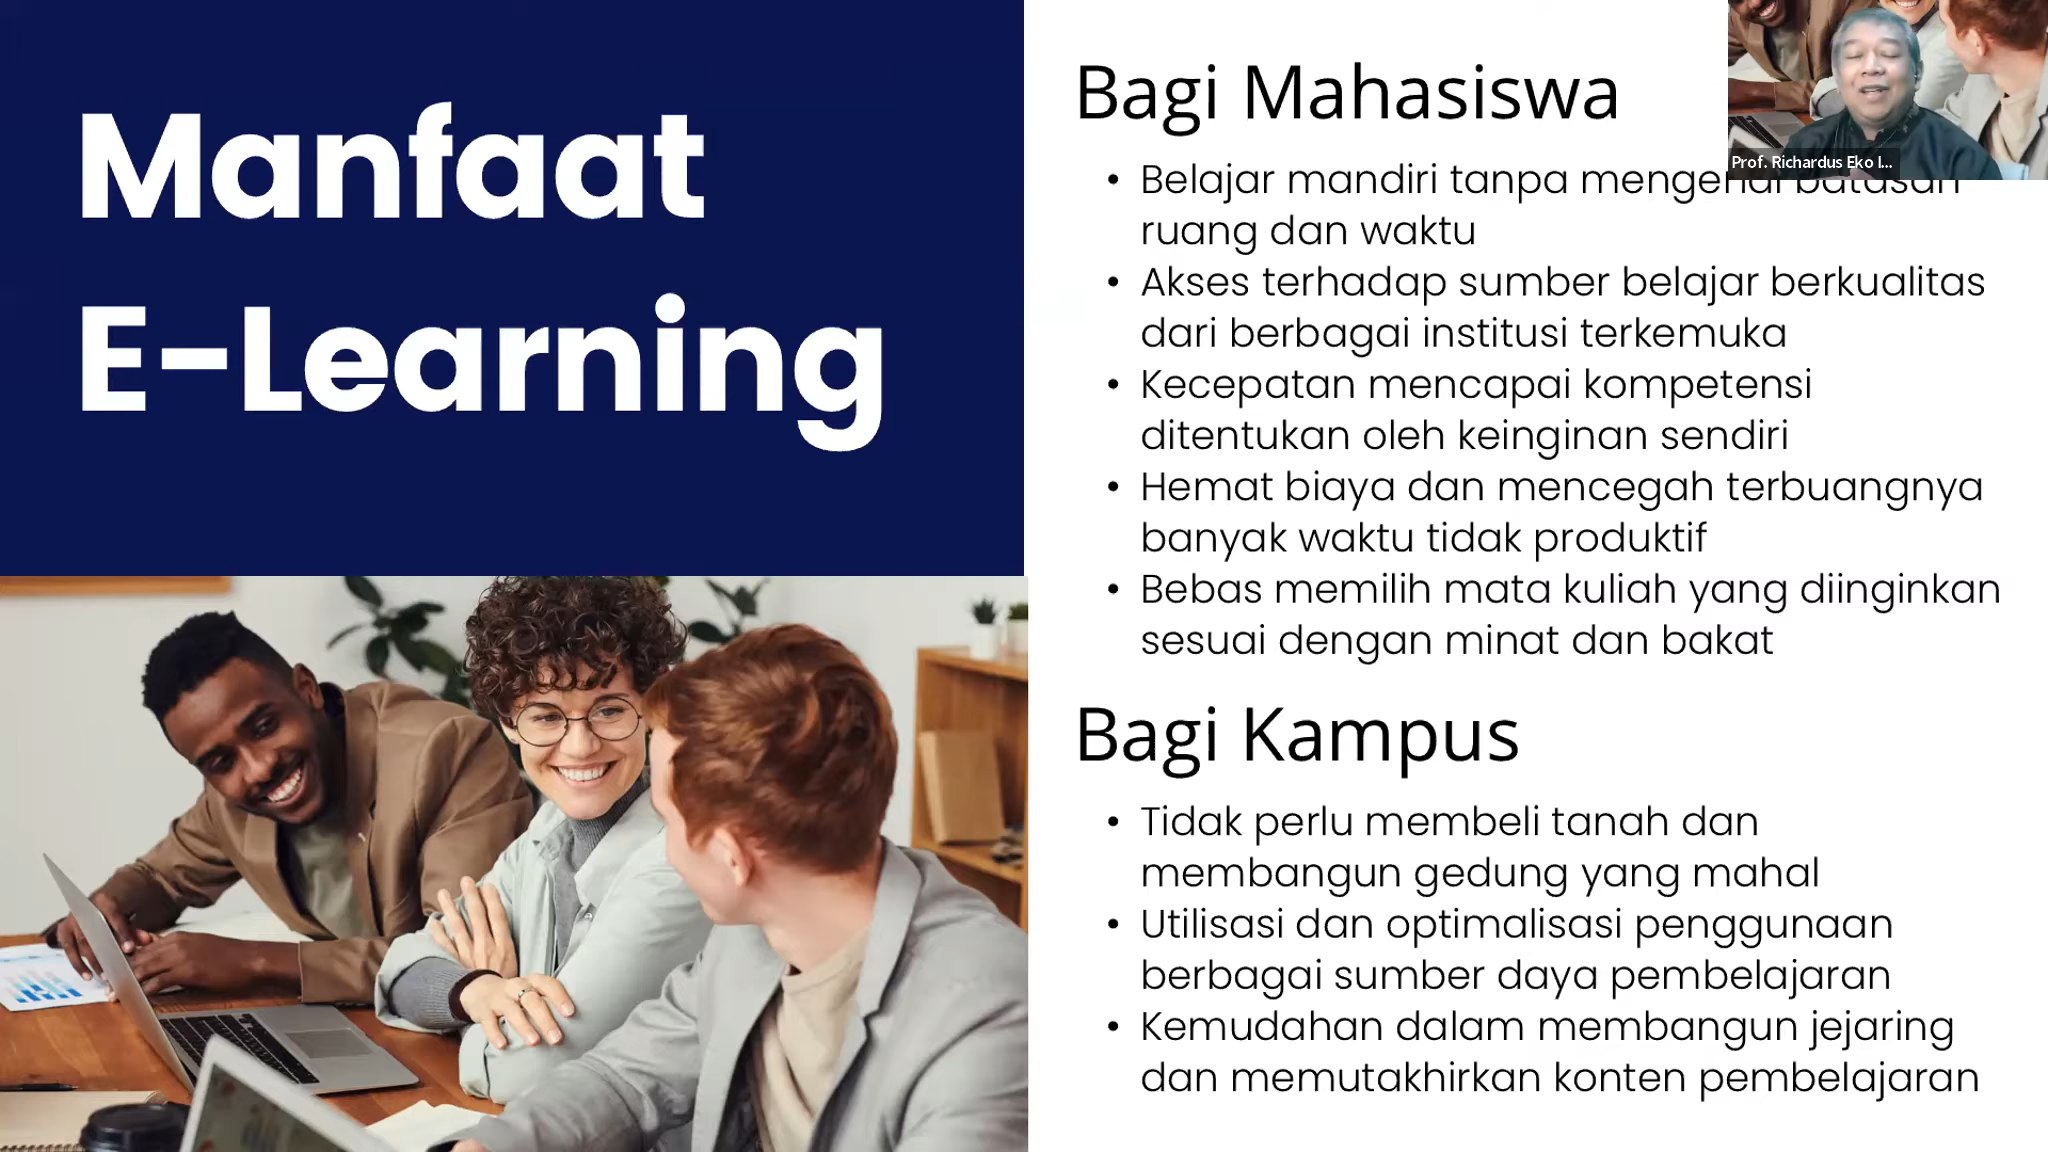 Manfaat
E-Learning
Bagi Mahasiswa
Prof. Richardus Eko I...
• Belajar mandiri tanpa mengenal batasan
ruang dan waktu
• Akses terhadap sumber belajar berkualitas
dari berbagai institusi terkemuka
• Kecepatan mencapai kompetensi
ditentukan oleh keinginan sendiri
• Hemat biaya dan mencegah terbuangnya
banyak waktu tidak produktif
• Bebas memilih mata kuliah yang diinginkan
sesuai dengan minat dan bakat
Bagi Kampus
• Tidak perlu membeli tanah dan
membangun gedung yang mahal
• Utilisasi dan optimalisasi penggunaan
berbagai sumber daya pembelajaran
• Kemudahan dalam membangun jejaring
dan memutakhirkan konten pembelajaran